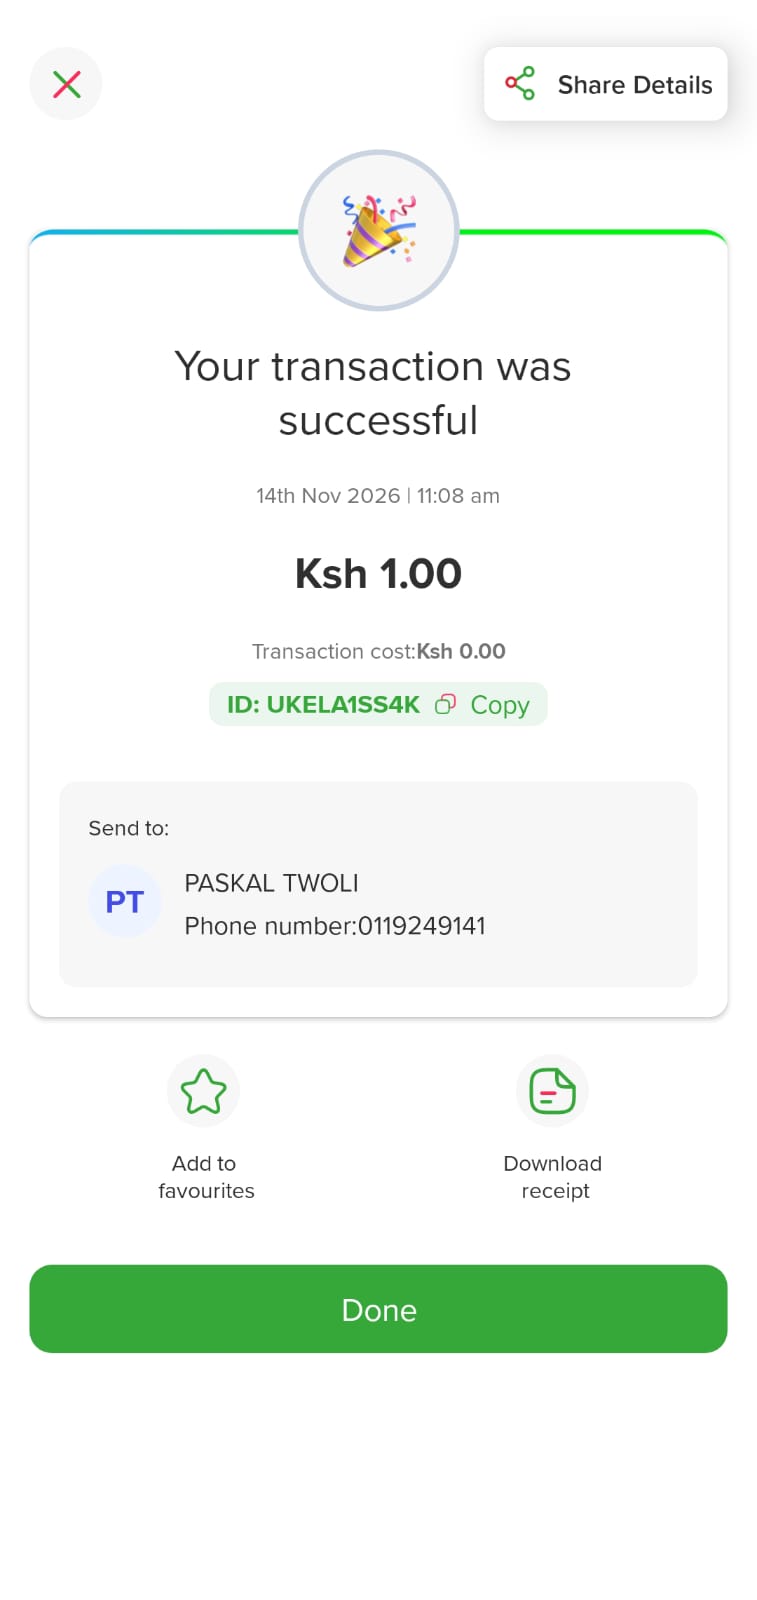 Share Details
Your transaction was
successful
14th Nov 2026 | 11:08 am
Ksh 1.00
Transaction cost:Ksh 0.00
ID: UKELA1SS4K Copy
Send to:
PT
PASKAL TWOLI
Phone number:0119249141
Add to
favourites
Download
receipt
Done